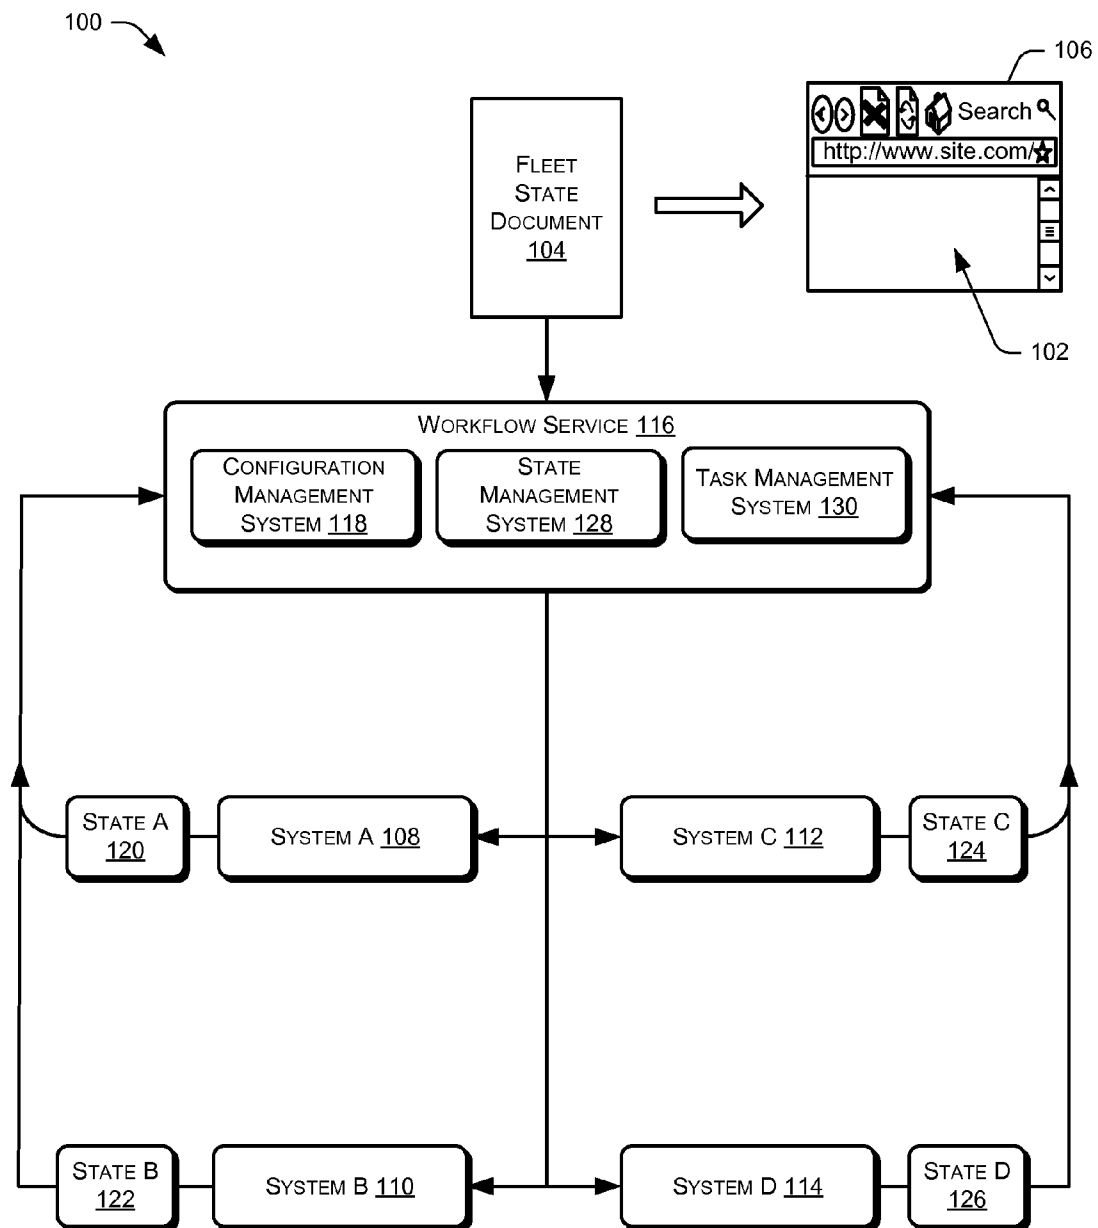 100
106
Search
http://www.site.com/
FLEET
STATE
DOCUMENT
104
102
WORKFLOW SERVICE 116
CONFIGURATION
MANAGEMENT
SYSTEM 118
STATE
MANAGEMENT
SYSTEM 128
TASK MANAGEMENT
SYSTEM 130
STATE A
120
SYSTEM A 108
SYSTEM C 112
STATE C
124
STATE B
122
SYSTEM B 110
SYSTEM D 114
STATE D
126